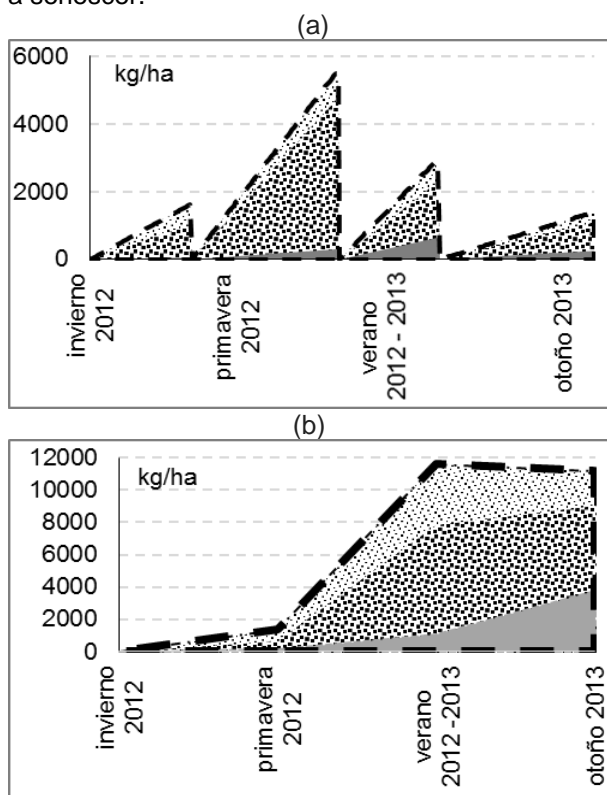 a conoscer.
(a)
6000
kg/ha
4000
2000
0
invierno
2012
primavera
2012
verano
2012 - 2013
otoño 2013
(b)
12000
kg/ha
10000
8000
6000
4000
2000
0
invierno
2012
primavera
2012
verano
2012 -2013
otoño 2013